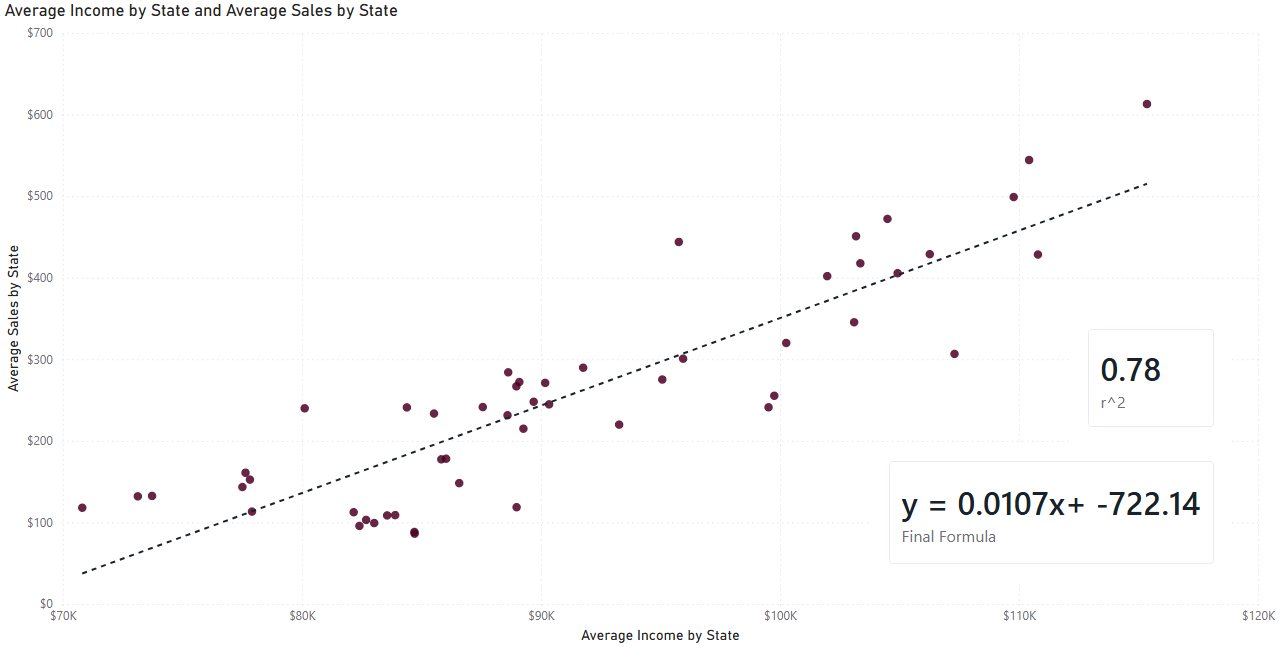 Average Income by State and Average Sales by State
$700
$600
$500
$400
$300
$200
$100
$0
Average Sales by State
0.78
r^2
y = 0.0107x+ -722.14
Final Formula
$70K $80K $90K $100K $110K $120K
Average Income by State